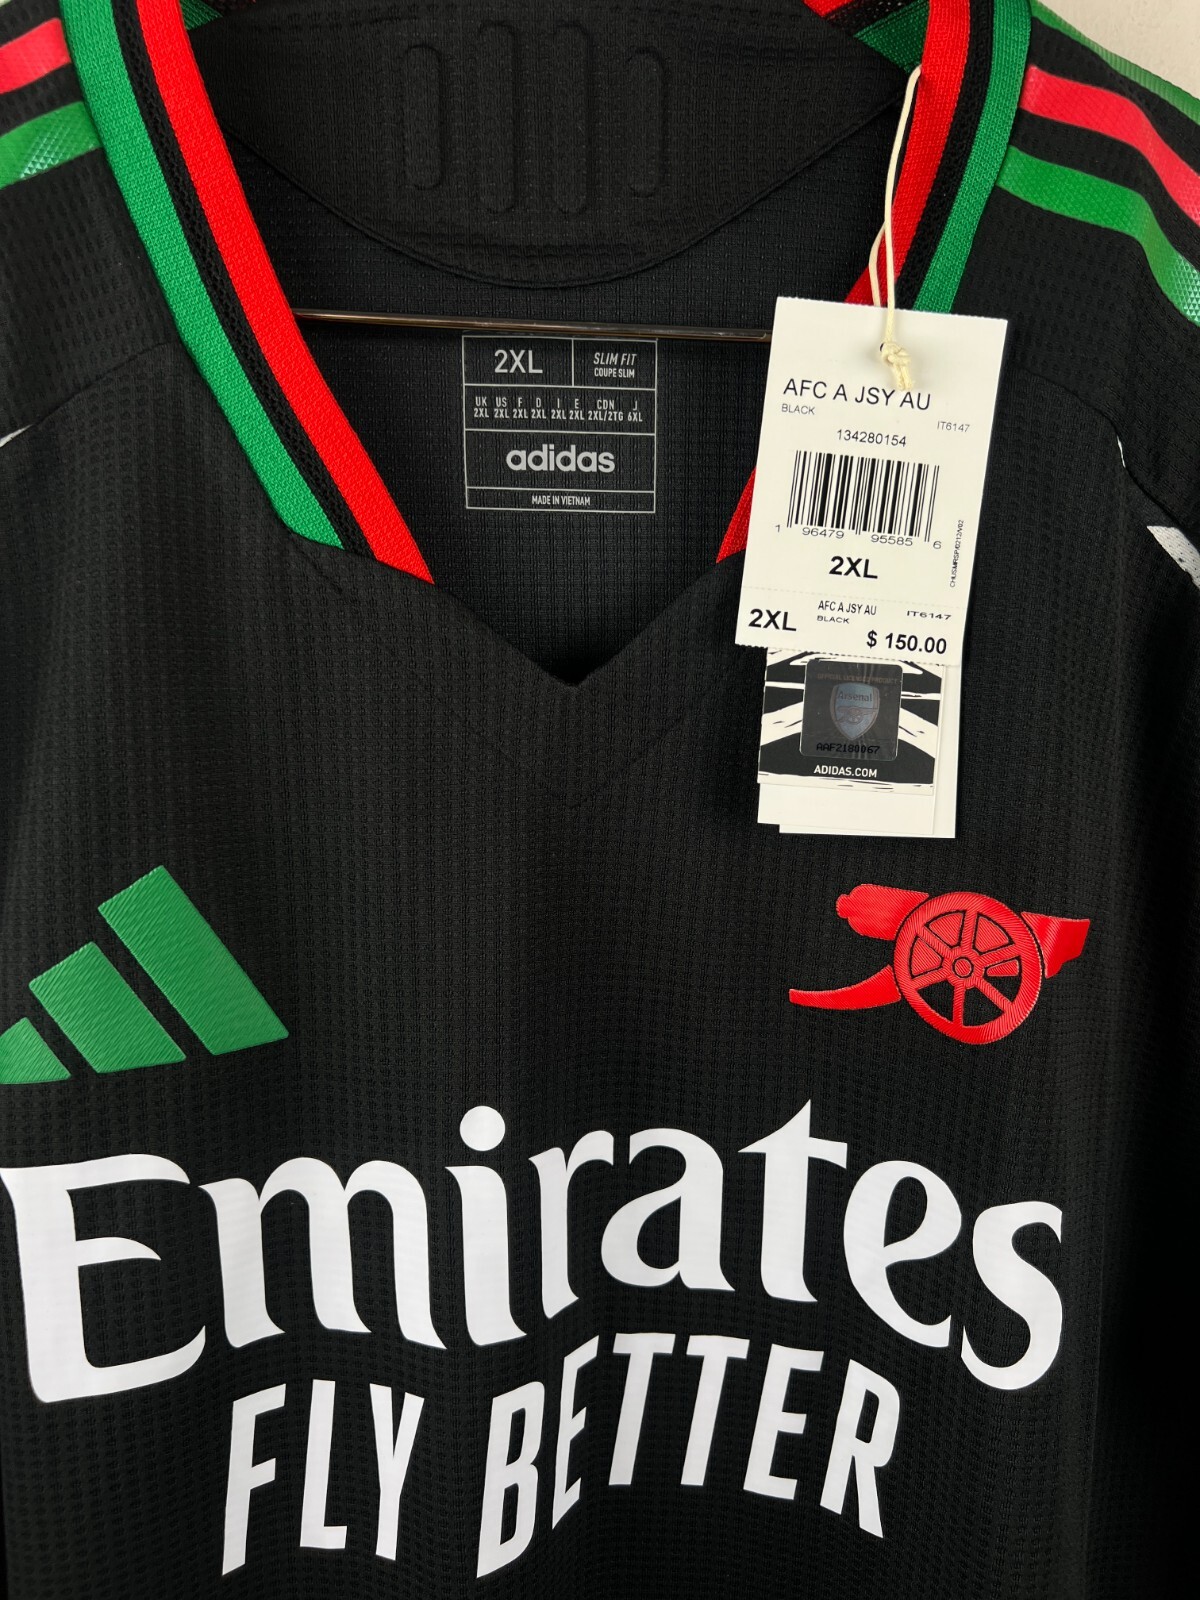 2XL
SLIM FIT
COUPE SLIM
UK US F D I E CDN J
2XL 2XL 2XL 2XL 2XL 2XL 2XL/2TG 6XL
adidas
MADE IN VIETNAM
AFC A JSY AU
BLACK
IT6147
134280154
1 96479 95585 6
2XL
2XL
AFC A JSY AU
BLACK
IT6147
$ 150.00
Arsenal
AAF2180067
ADIDAS.COM
Emirates
FLY BETTER